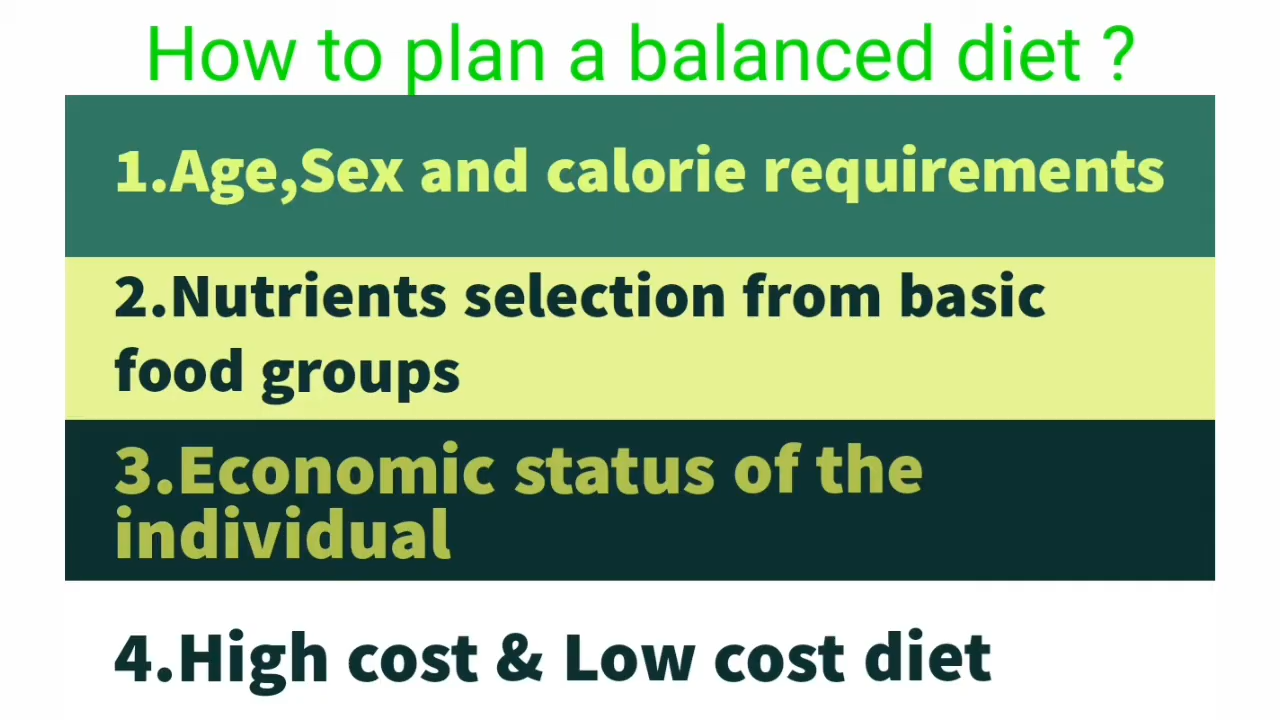 How to plan a balanced diet ?
1.Age,Sex and calorie requirements
2.Nutrients selection from basic
food groups
3.Economic status of the
individual
4.High cost & Low cost diet